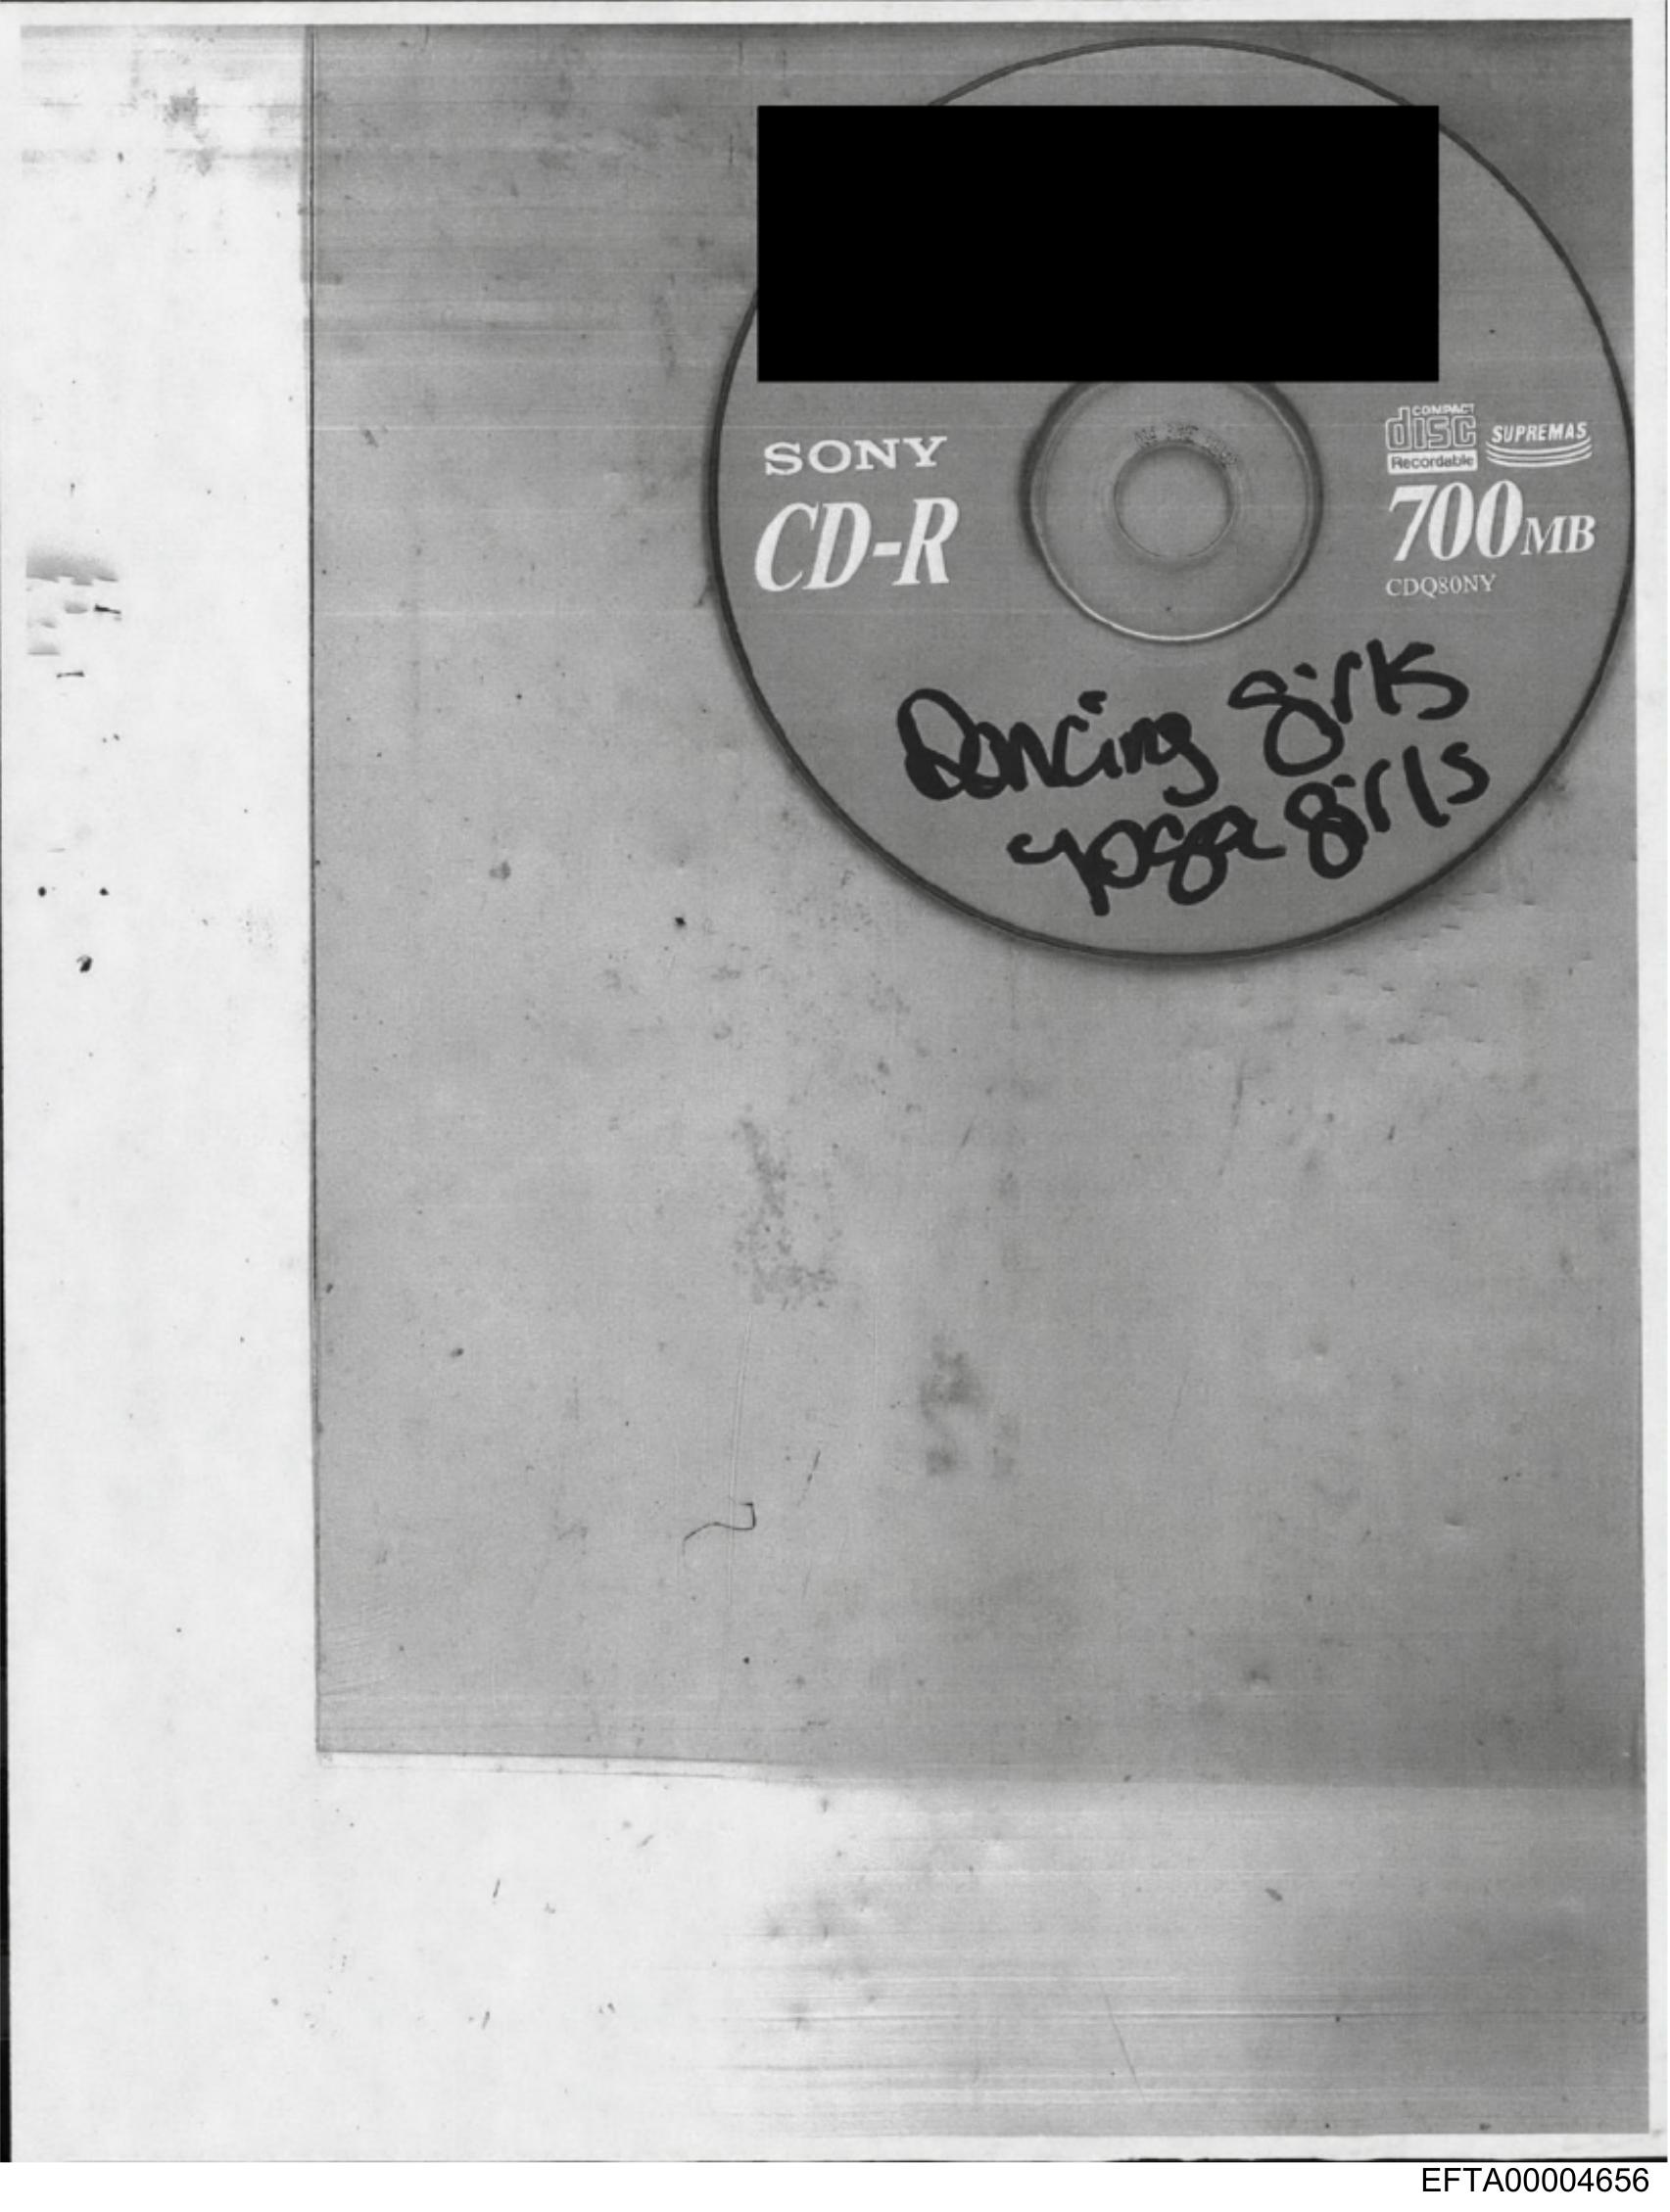 SONY
CD-R
COMPACT
disc
Recordable
SUPREMAS
700MB
CDQ80NY
Dancing girls
yoga girls
EFTA00004656